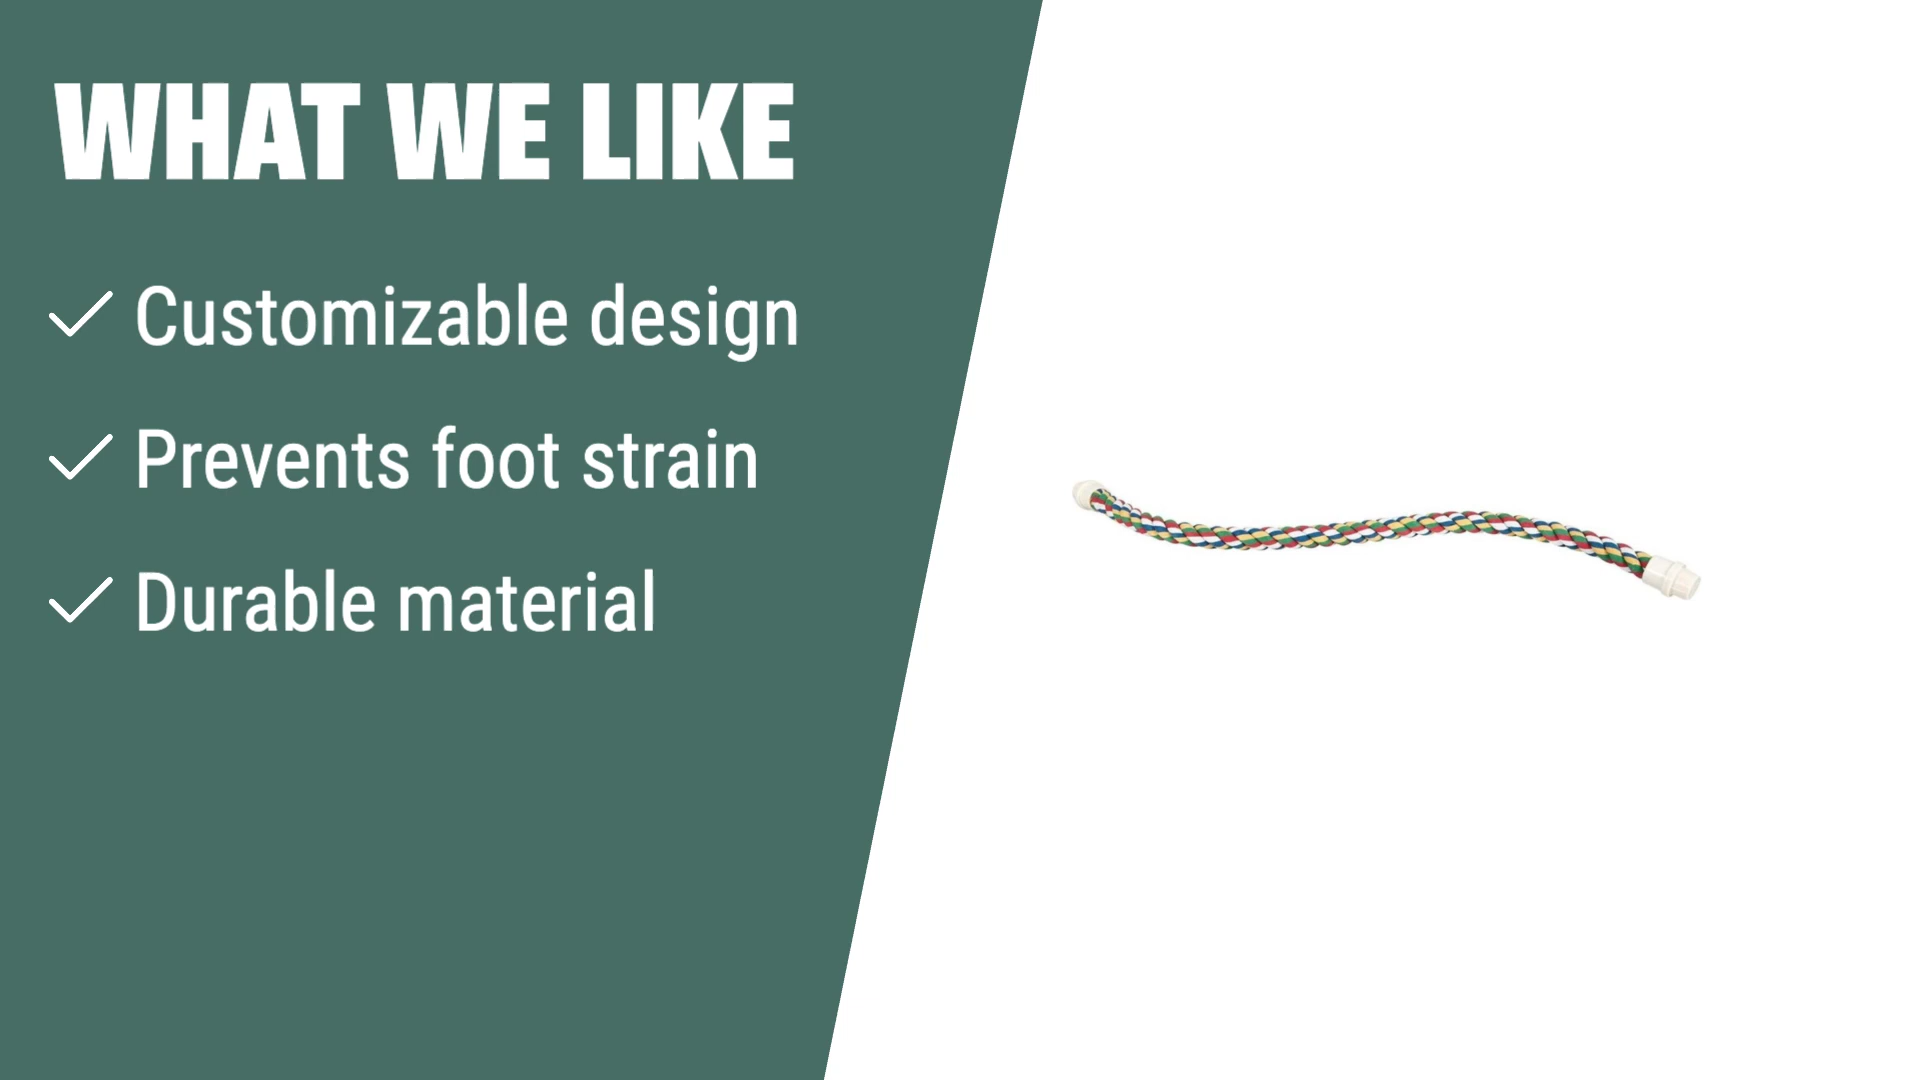 WHAT WE LIKE
Customizable design
Prevents foot strain
Durable material